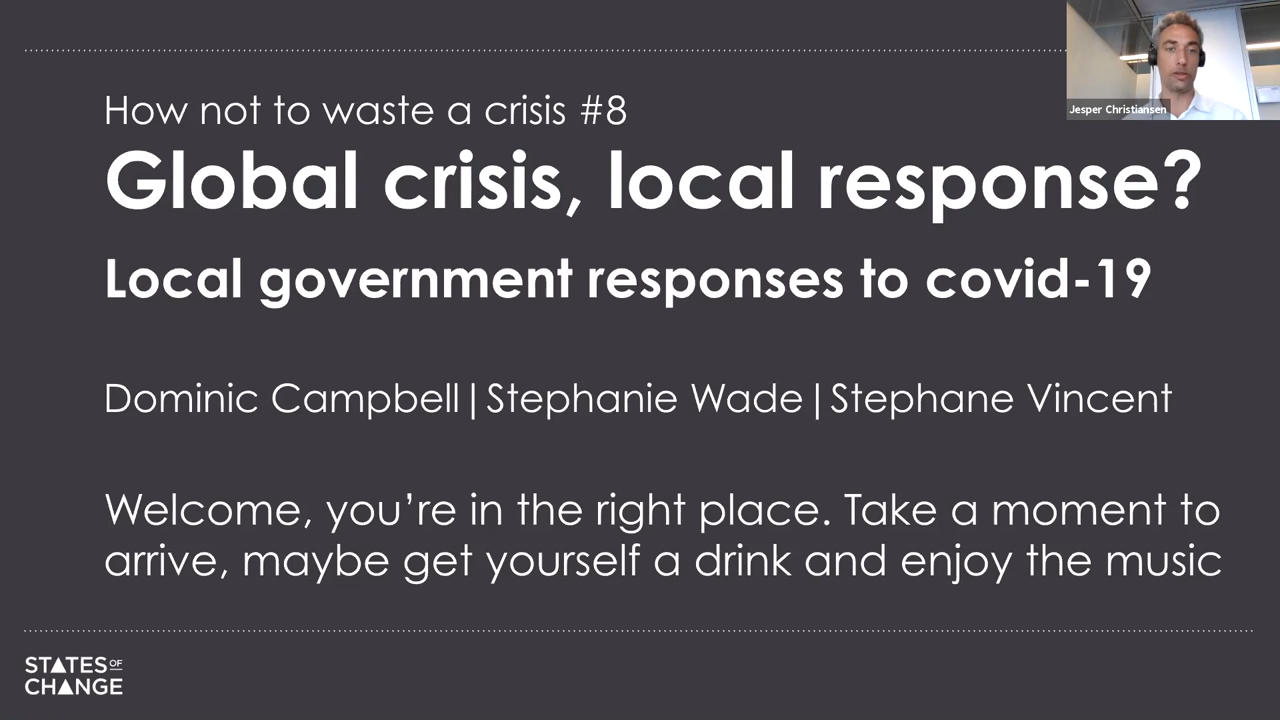 How not to waste a crisis #8
Global crisis, local response?
Local government responses to covid-19
Dominic Campbell|Stephanie Wade|Stephane Vincent
Welcome, you’re in the right place. Take a moment to
arrive, maybe get yourself a drink and enjoy the music
Jesper Christiansen
STATES OF
CHANGE